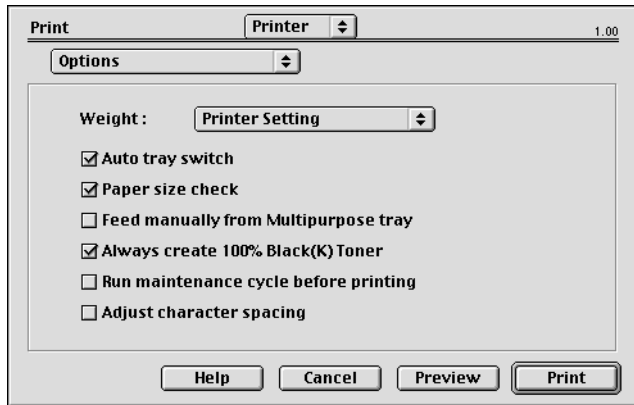 Print Printer 1.00
Options
Weight : Printer Setting
Auto tray switch
Paper size check
Feed manually from Multipurpose tray
Always create 100% Black(K) Toner
Run maintenance cycle before printing
Adjust character spacing
Help Cancel Preview Print